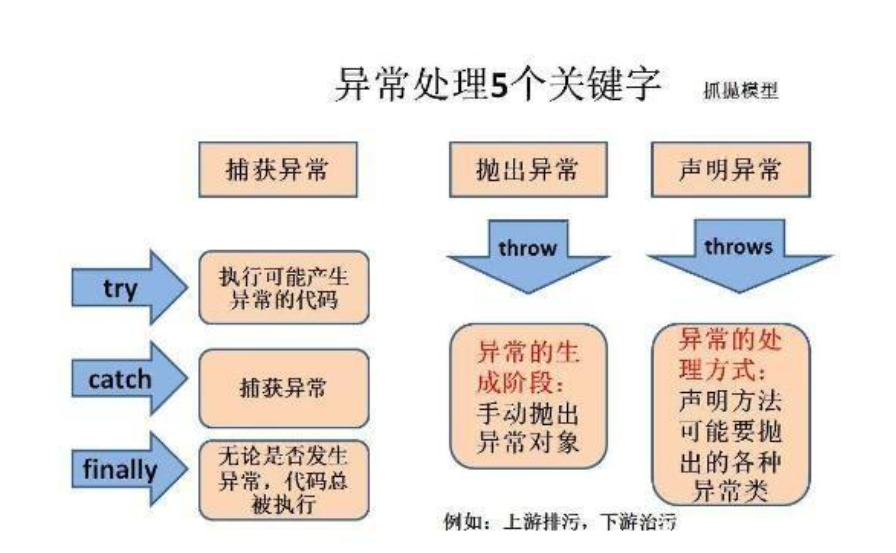 异常处理5个关键字 抓抛模型
捕获异常
抛出异常
声明异常
try
执行可能产生
异常的代码
catch
捕获异常
finally
无论是否发生
异常，代码总
被执行
throw
异常的生
成阶段：
手动抛出
异常对象
throws
异常的处
理方式：
声明方法
可能要抛
出的各种
异常类
例如：上游排污，下游治污